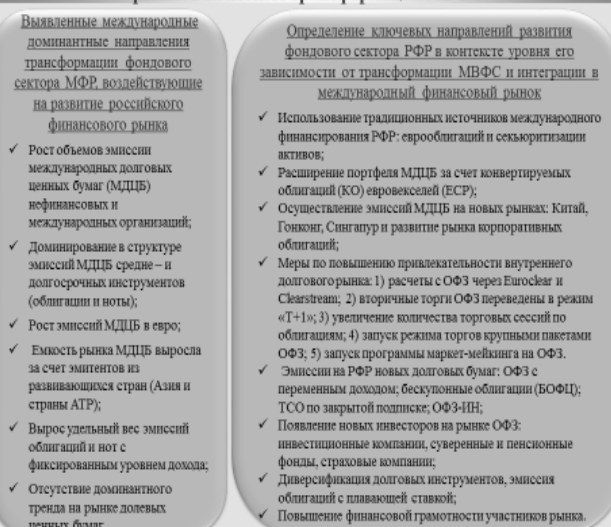 Выявленные международные
доминантные направления
трансформации фондового
сектора МФР, воздействующие
на развитие российского
финансового рынка
✓ Рост объемов эмиссии
международных долговых
ценных бумаг (МДЦБ)
нефинансовых и
международных организаций;
✓ Доминирование в структуре
эмиссий МДЦБ средне – и
долгосрочных инструментов
(облигации и ноты);
✓ Рост эмиссий МДЦБ в евро;
✓ Емкость рынка МДЦБ выросла
за счет эмитентов из
развивающихся стран (Азия и
страны АТР);
✓ Вырос удельный вес эмиссий
облигаций и нот с
фиксированным уровнем дохода;
✓ Отсутствие доминантного
тренда на рынке долевых
ценных бумаг
Определение ключевых направлений развития
фондового сектора РФР в контексте уровня его
зависимости от трансформации МВФС и интеграции в
международный финансовый рынок
✓ Использование традиционных источников международного
финансирования РФР: еврооблигаций и секьюритизации
активов;
✓ Расширение портфеля МДЦБ за счет конвертируемых
облигаций (КО) евровекселей (ECP);
✓ Осуществление эмиссий МДЦБ на новых рынках: Китай,
Гонконг, Сингапур и развитие рынка корпоративных
облигаций;
✓ Меры по повышению привлекательности внутреннего
долгового рынка: 1) расчеты с ОФЗ через Euroclear и
Clearstream; 2) вторичные торги ОФЗ переведены в режим
«Т+1»; 3) увеличение количества торговых сессий по
облигациям; 4) запуск режима торгов крупными пакетами
ОФЗ; 5) запуск программы маркет-мейкинга на ОФЗ.
✓ Эмиссии на РФР новых долговых бумаг: ОФЗ с
переменным доходом; бескупонные облигации (БОФЦ);
ТСО по закрытой подписке; ОФЗ-ИН;
✓ Появление новых инвесторов на рынке ОФЗ:
инвестиционные компании, суверенные и пенсионные
фонды, страховые компании;
✓ Диверсификация долговых инструментов, эмиссия
облигаций с плавающей ставкой;
✓ Повышение финансовой грамотности участников рынка.